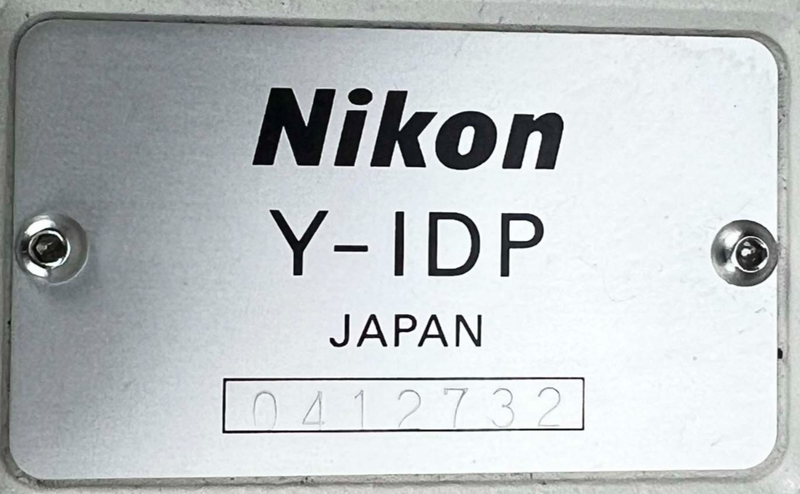 Nikon
Y-IDP
JAPAN
0412732